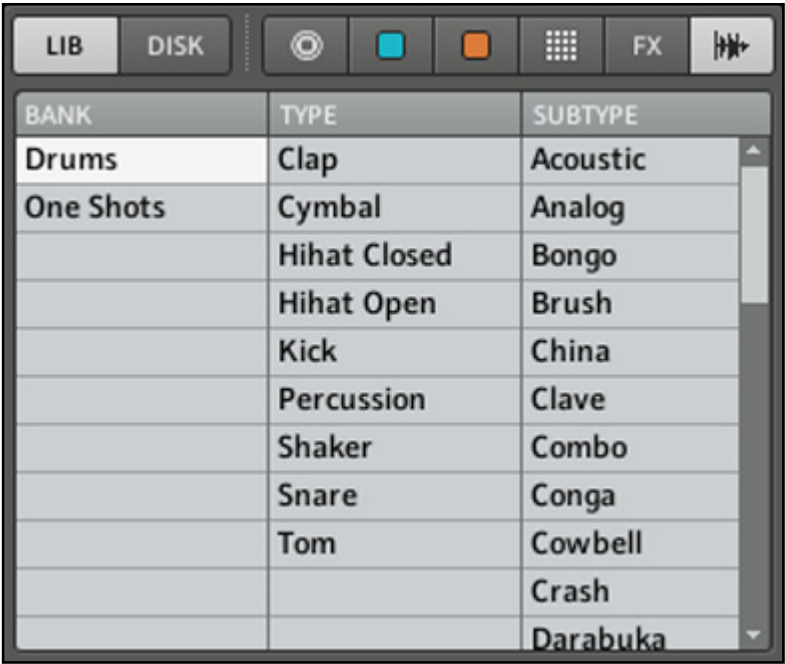 LIB DISK FX
BANK TYPE SUBTYPE
Drums Clap Acoustic
One Shots Cymbal Analog
Hihat Closed Bongo
Hihat Open Brush
Kick China
Percussion Clave
Shaker Combo
Snare Conga
Tom Cowbell
Crash
Darabuka